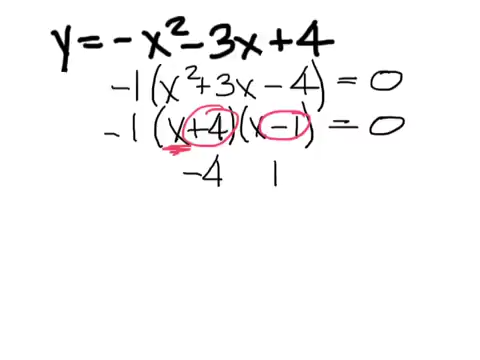 y=-x²-3x+4
-1(x²+3x-4)=0
-1(x+4)(x-1)=0
-4 1